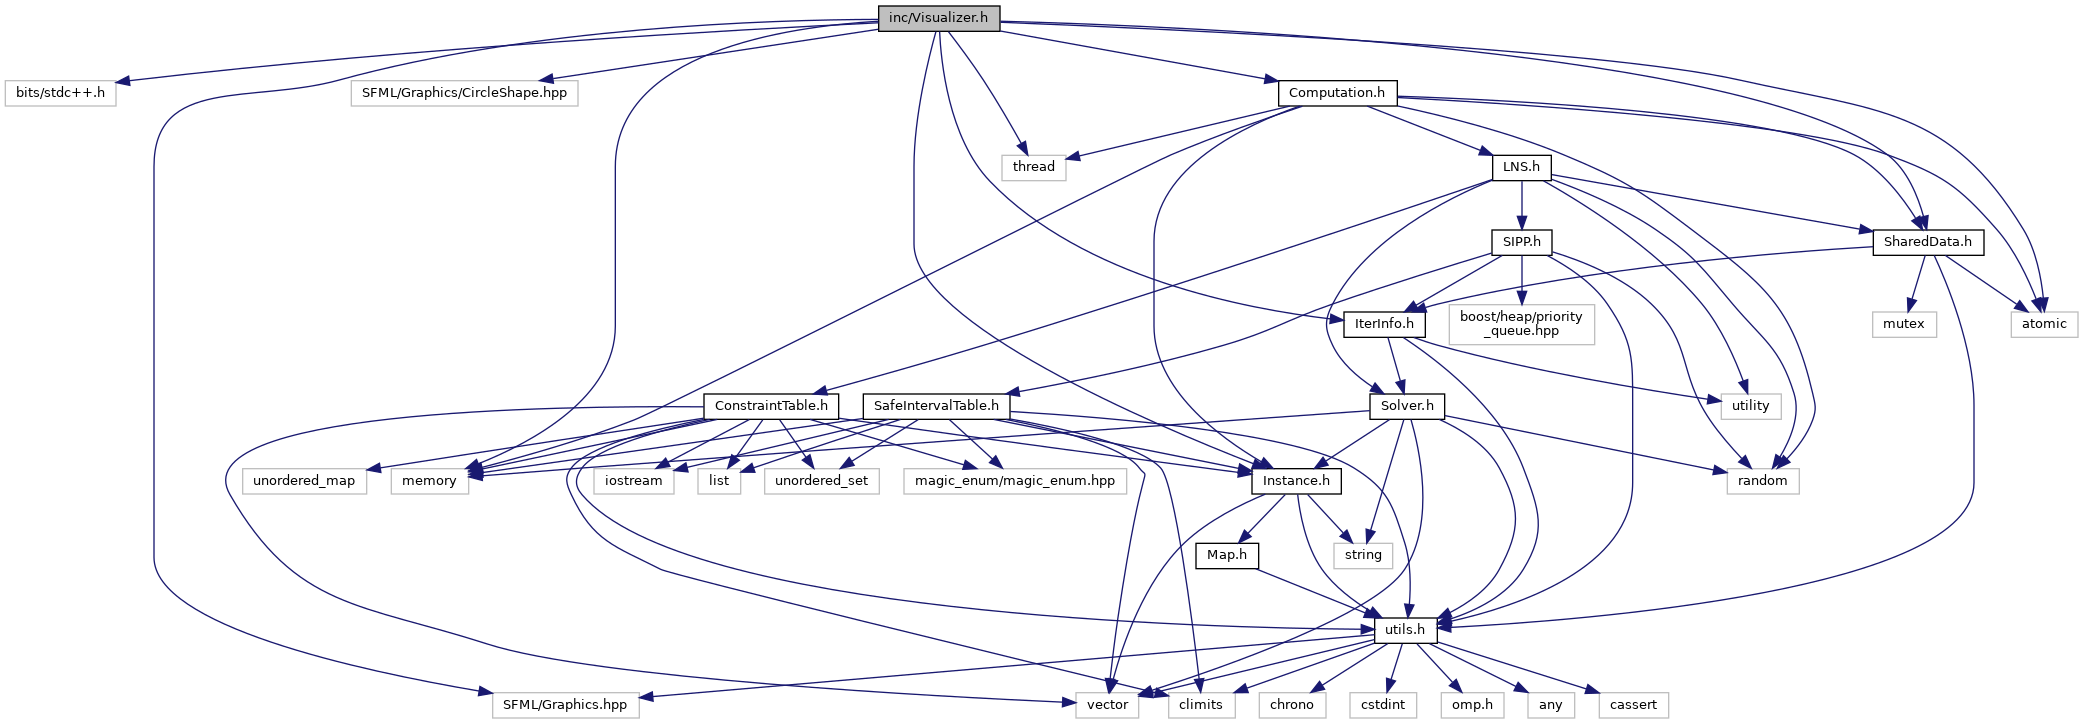 inc/Visualizer.h
bits/stdc++.h
SFML/Graphics/CircleShape.hpp
Computation.h
thread
LNS.h
SIPP.h
SharedData.h
IterInfo.h
boost/heap/priority
_queue.hpp
mutex
atomic
ConstraintTable.h
SafeIntervalTable.h
Solver.h
utility
unordered_map
memory
iostream
list
unordered_set
magic_enum/magic_enum.hpp
Instance.h
random
Map.h
string
utils.h
SFML/Graphics.hpp
vector
climits
chrono
cstdint
omp.h
any
cassert